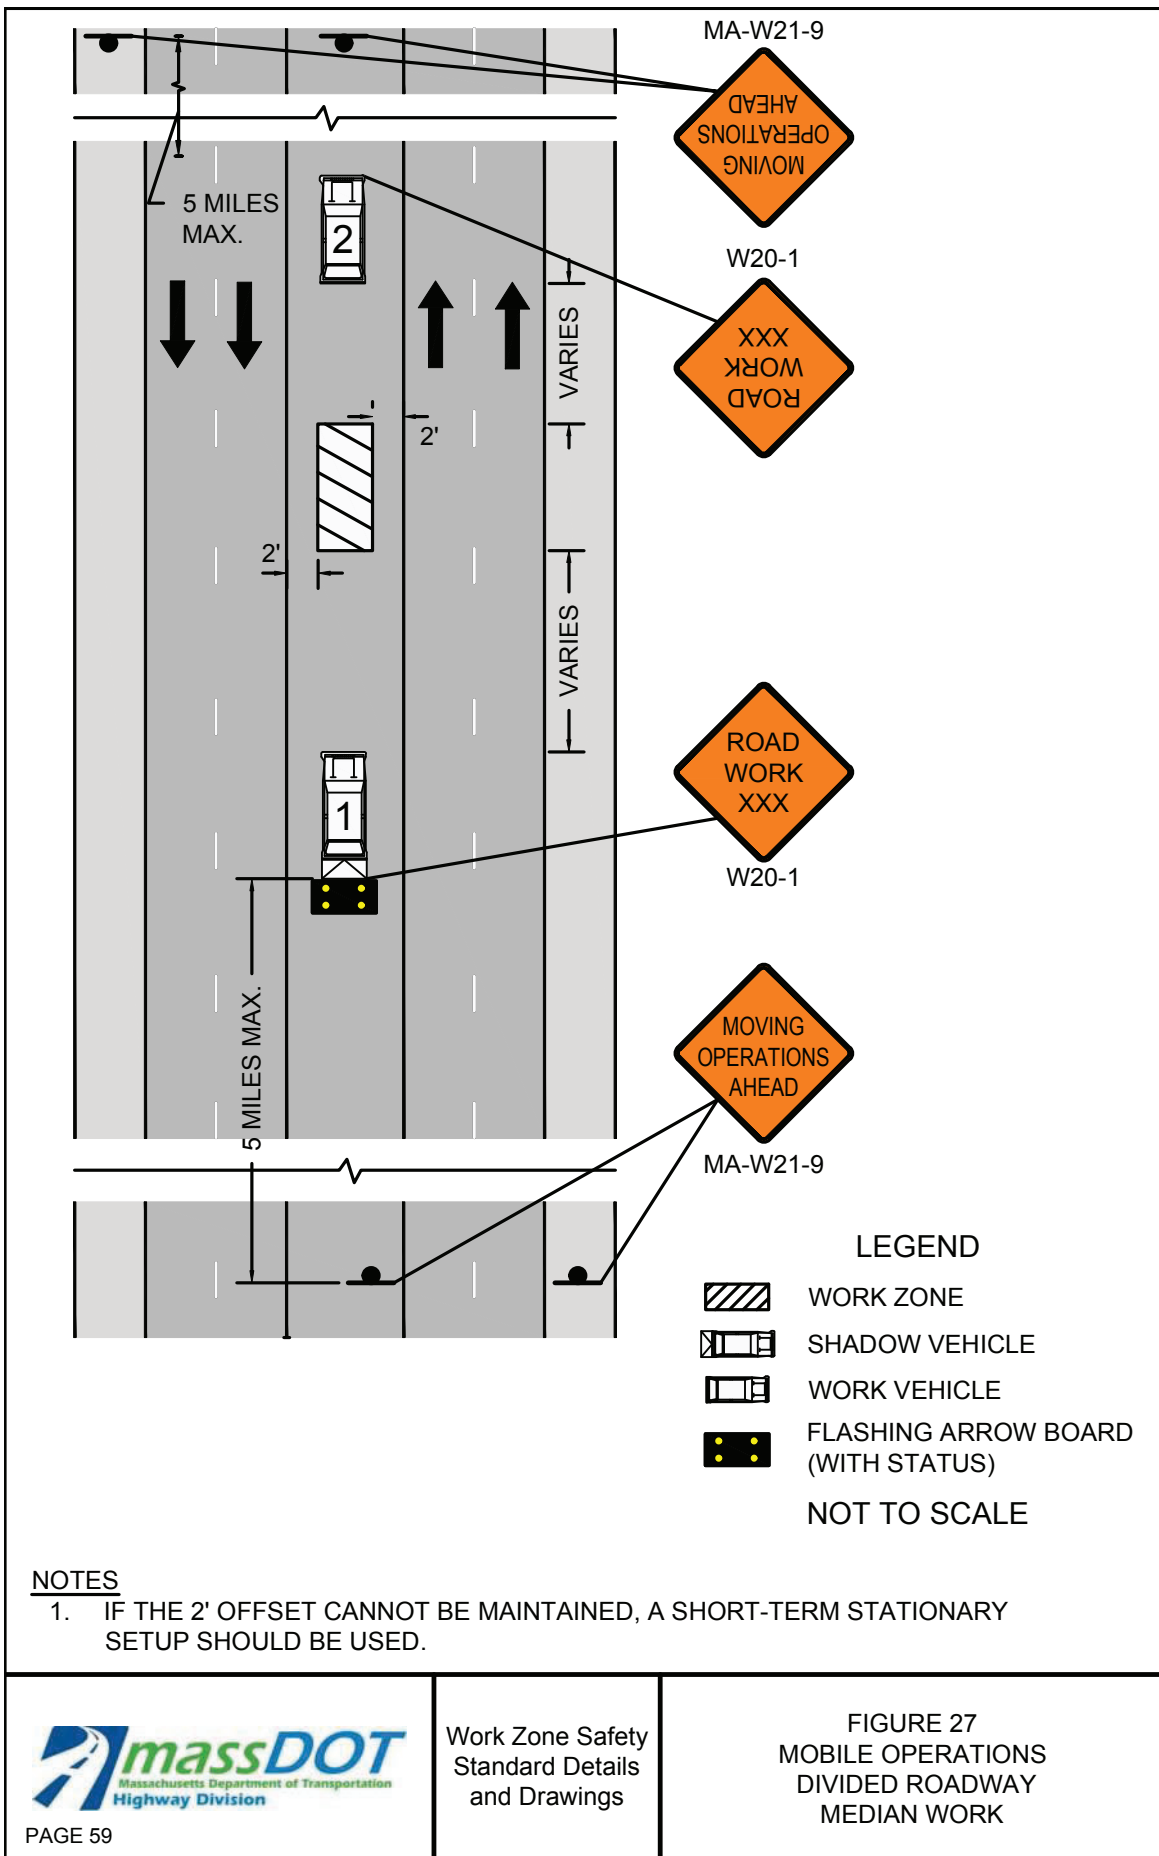 MA-W21-9
MOVING
OPERATIONS
AHEAD
5 MILES
MAX.
2
W20-1
ROAD
WORK
XXX
VARIES
2'
2'
VARIES
1
ROAD
WORK
XXX
W20-1
5 MILES MAX.
MOVING
OPERATIONS
AHEAD
MA-W21-9
LEGEND
WORK ZONE
SHADOW VEHICLE
WORK VEHICLE
FLASHING ARROW BOARD
(WITH STATUS)
NOT TO SCALE
NOTES
1. IF THE 2' OFFSET CANNOT BE MAINTAINED, A SHORT-TERM STATIONARY
SETUP SHOULD BE USED.
massDOT
Massachusetts Department of Transportation
Highway Division
PAGE 59
Work Zone Safety
Standard Details
and Drawings
FIGURE 27
MOBILE OPERATIONS
DIVIDED ROADWAY
MEDIAN WORK